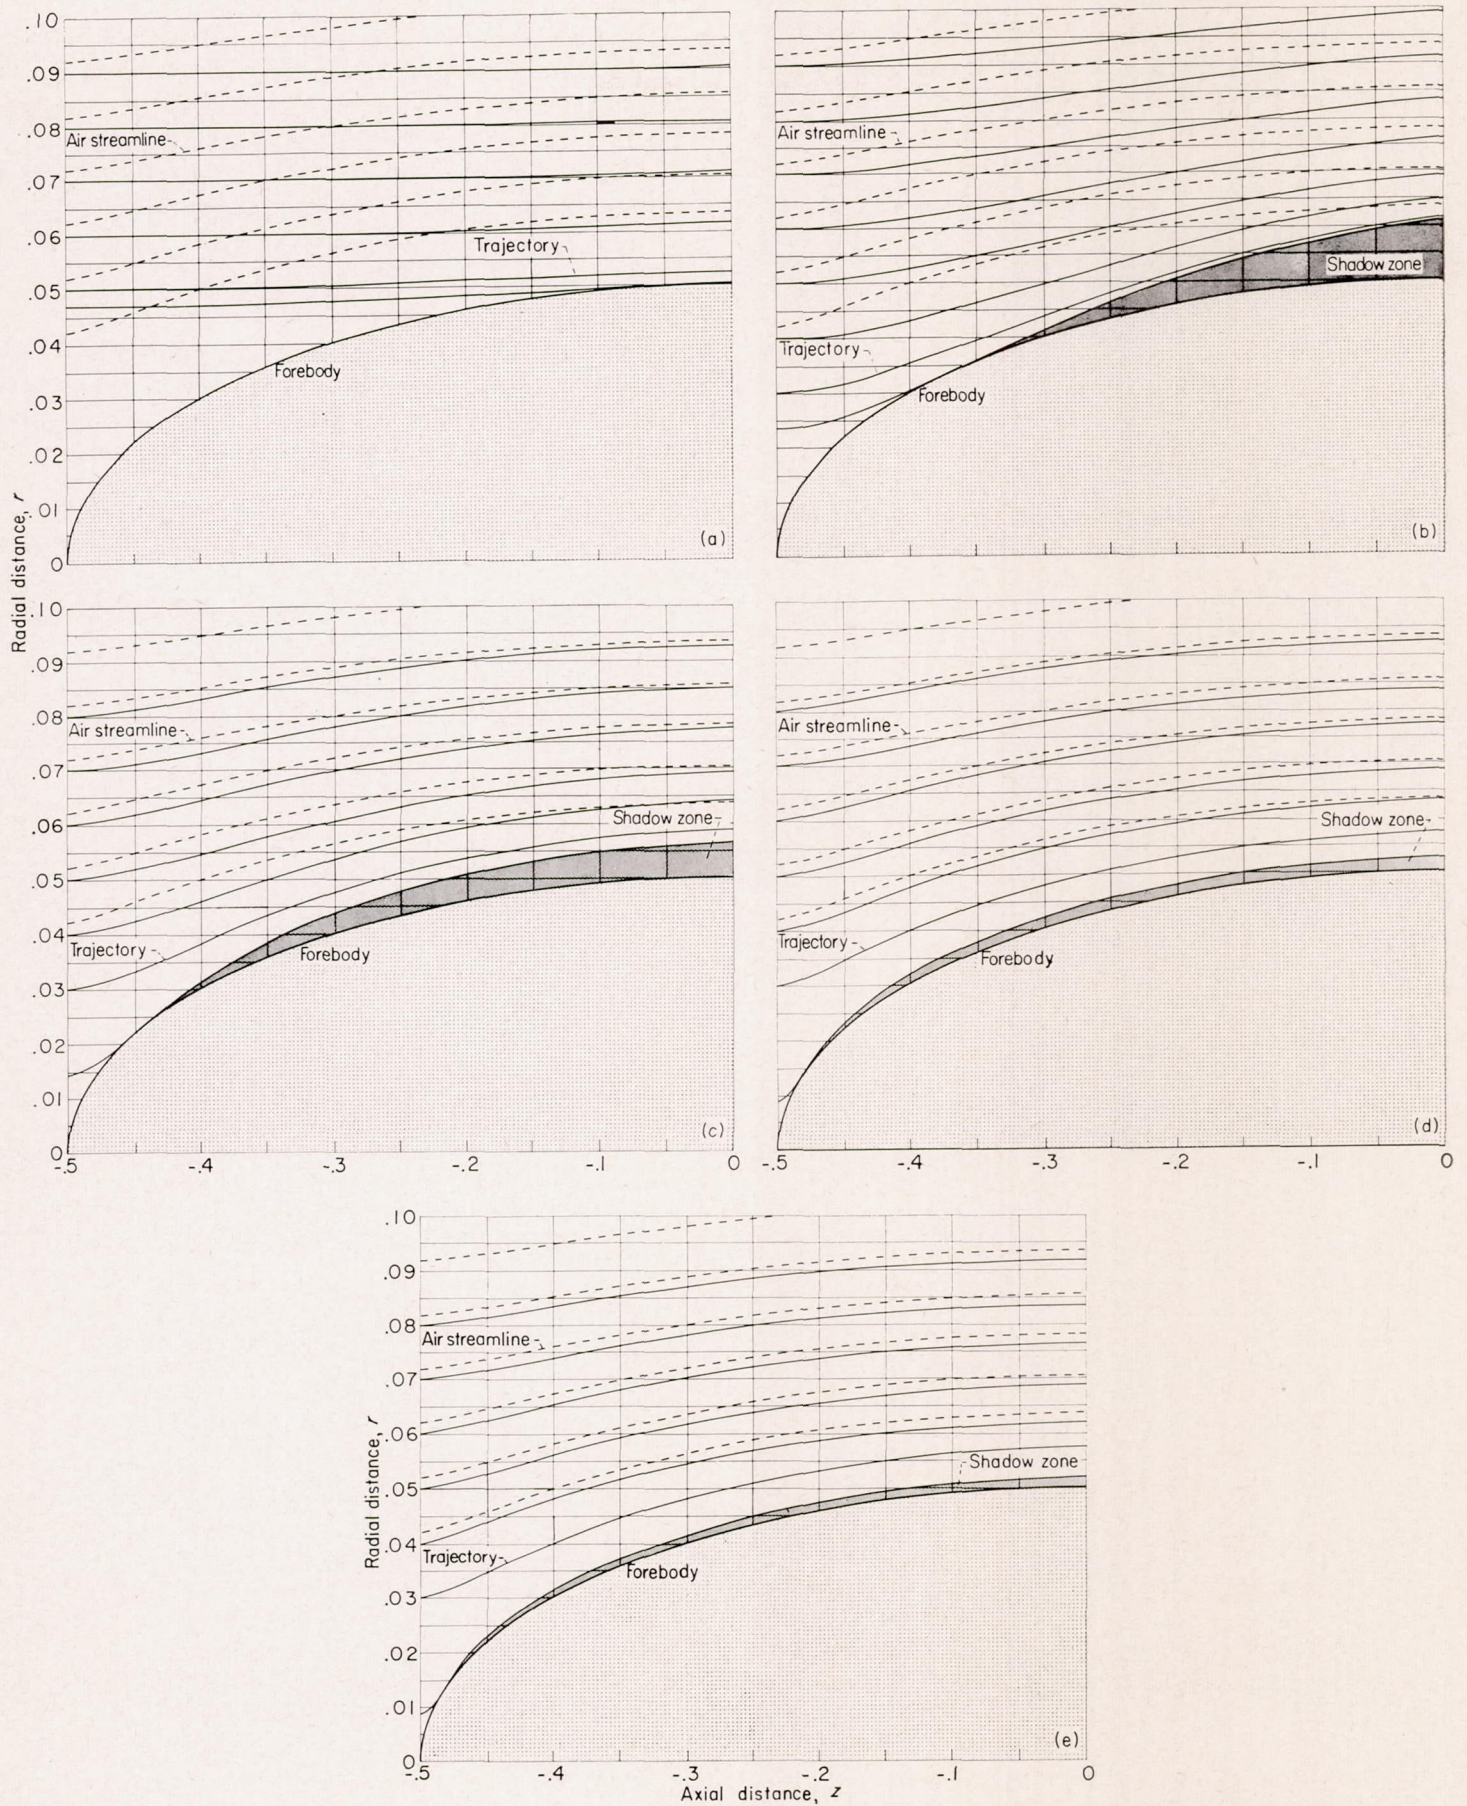 .10
.09
.08
.07
.06
.05
.04
.03
.02
.01
0
Radial distance, r
Air streamline
Trajectory
Forebody
(a)
Air streamline
Shadow zone
Trajectory
Forebody
(b)
.10
.09
.08
.07
.06
.05
.04
.03
.02
.01
0
Air streamline
Shadow zone
Trajectory
Forebody
(c)
-.5
-.4
-.3
-.2
-.1
0
Air streamline
Shadow zone
Trajectory
Forebody
(d)
-.5
-.4
-.3
-.2
-.1
0
.10
.09
.08
.07
.06
.05
.04
.03
.02
.01
0
Radial distance, r
Air streamline
Shadow zone
Trajectory
Forebody
(e)
-.5
-.4
-.3
-.2
-.1
0
Axial distance, z